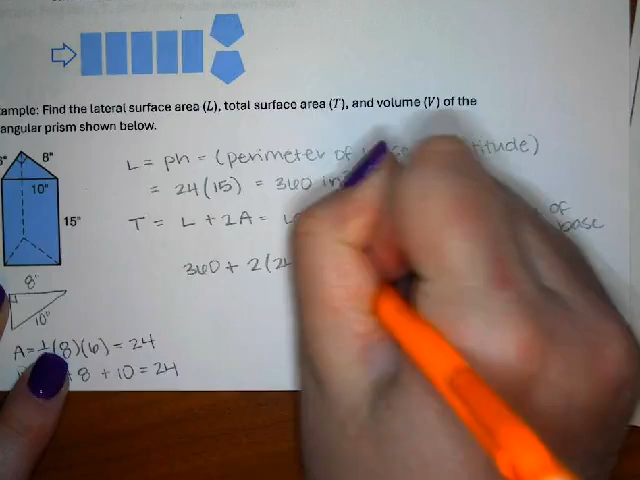 ample: Find the lateral surface area (L), total surface area (T), and volume (V) of the
angular prism shown below.
6" 8"
10"
15"
L = ph = (perimeter of titude)
= 24(15) = 360 in
T = L + 2A = of
base
360 + 2(2
8"
10"
A = ½(8)(6) = 24
+ 8 + 10 = 24